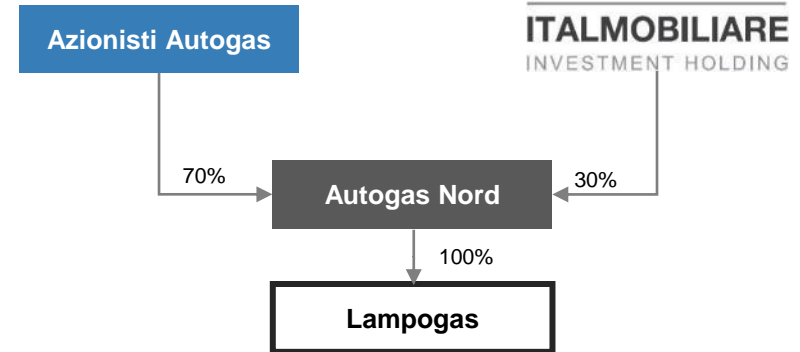 Azionisti Autogas
ITALMOBILIARE
INVESTMENT HOLDING
70%
30%
Autogas Nord
100%
Lampogas